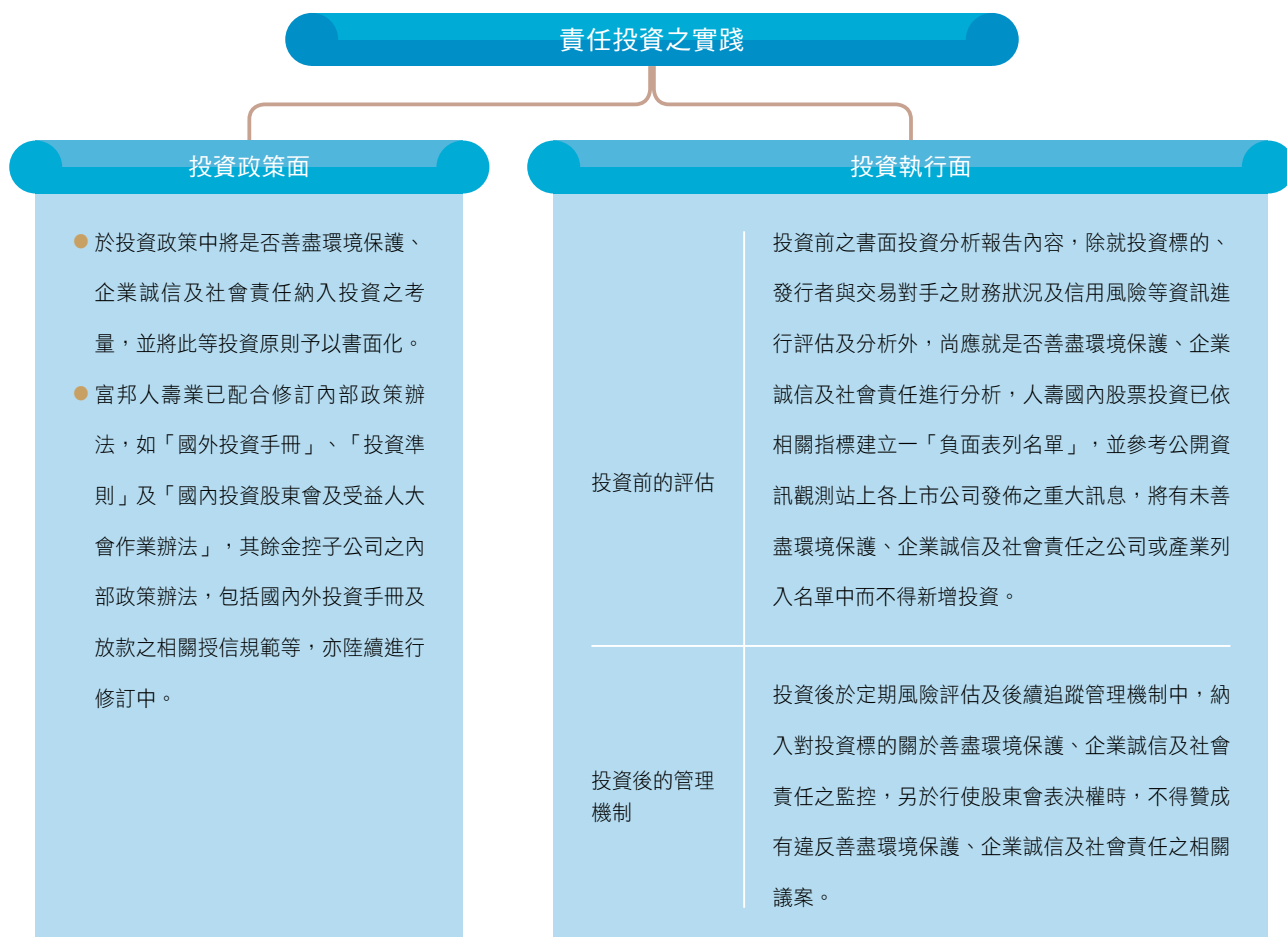 責任投資之實踐
投資政策面
於投資政策中將是否善盡環境保護、
企業誠信及社會責任納入投資之考
量，並將此等投資原則予以書面化。
富邦人壽業已配合修訂內部政策辦
法，如「國外投資手冊」、「投資準
則」及「國內投資股東會及受益人大
會作業辦法」，其餘金控子公司之內
部政策辦法，包括國內外投資手冊及
放款之相關授信規範等，亦陸續進行
修訂中。
投資執行面
投資前的評估
投資前之書面投資分析報告內容，除就投資標的、
發行者與交易對手之財務狀況及信用風險等資訊進
行評估及分析外，尚應就是否善盡環境保護、企業
誠信及社會責任進行分析，人壽國內股票投資已依
相關指標建立一「負面表列名單」，並參考公開資
訊觀測站上各上市公司發佈之重大訊息，將有未善
盡環境保護、企業誠信及社會責任之公司或產業列
入名單中而不得新增投資。
投資後的管理
機制
投資後於定期風險評估及後續追蹤管理機制中，納
入對投資標的關於善盡環境保護、企業誠信及社會
責任之監控，另於行使股東會表決權時，不得贊成
有違反善盡環境保護、企業誠信及社會責任之相關
議案。